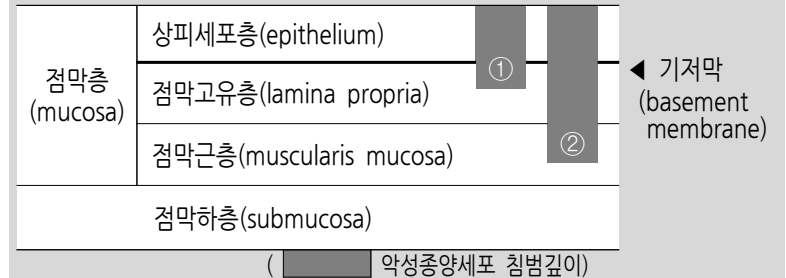 점막층
(mucosa)
상피세포층(epithelium)
점막고유층(lamina propria)
점막근층(muscularis mucosa)
점막하층(submucosa)
①
②
◀ 기저막
(basement
membrane)
( 악성종양세포 침범깊이)